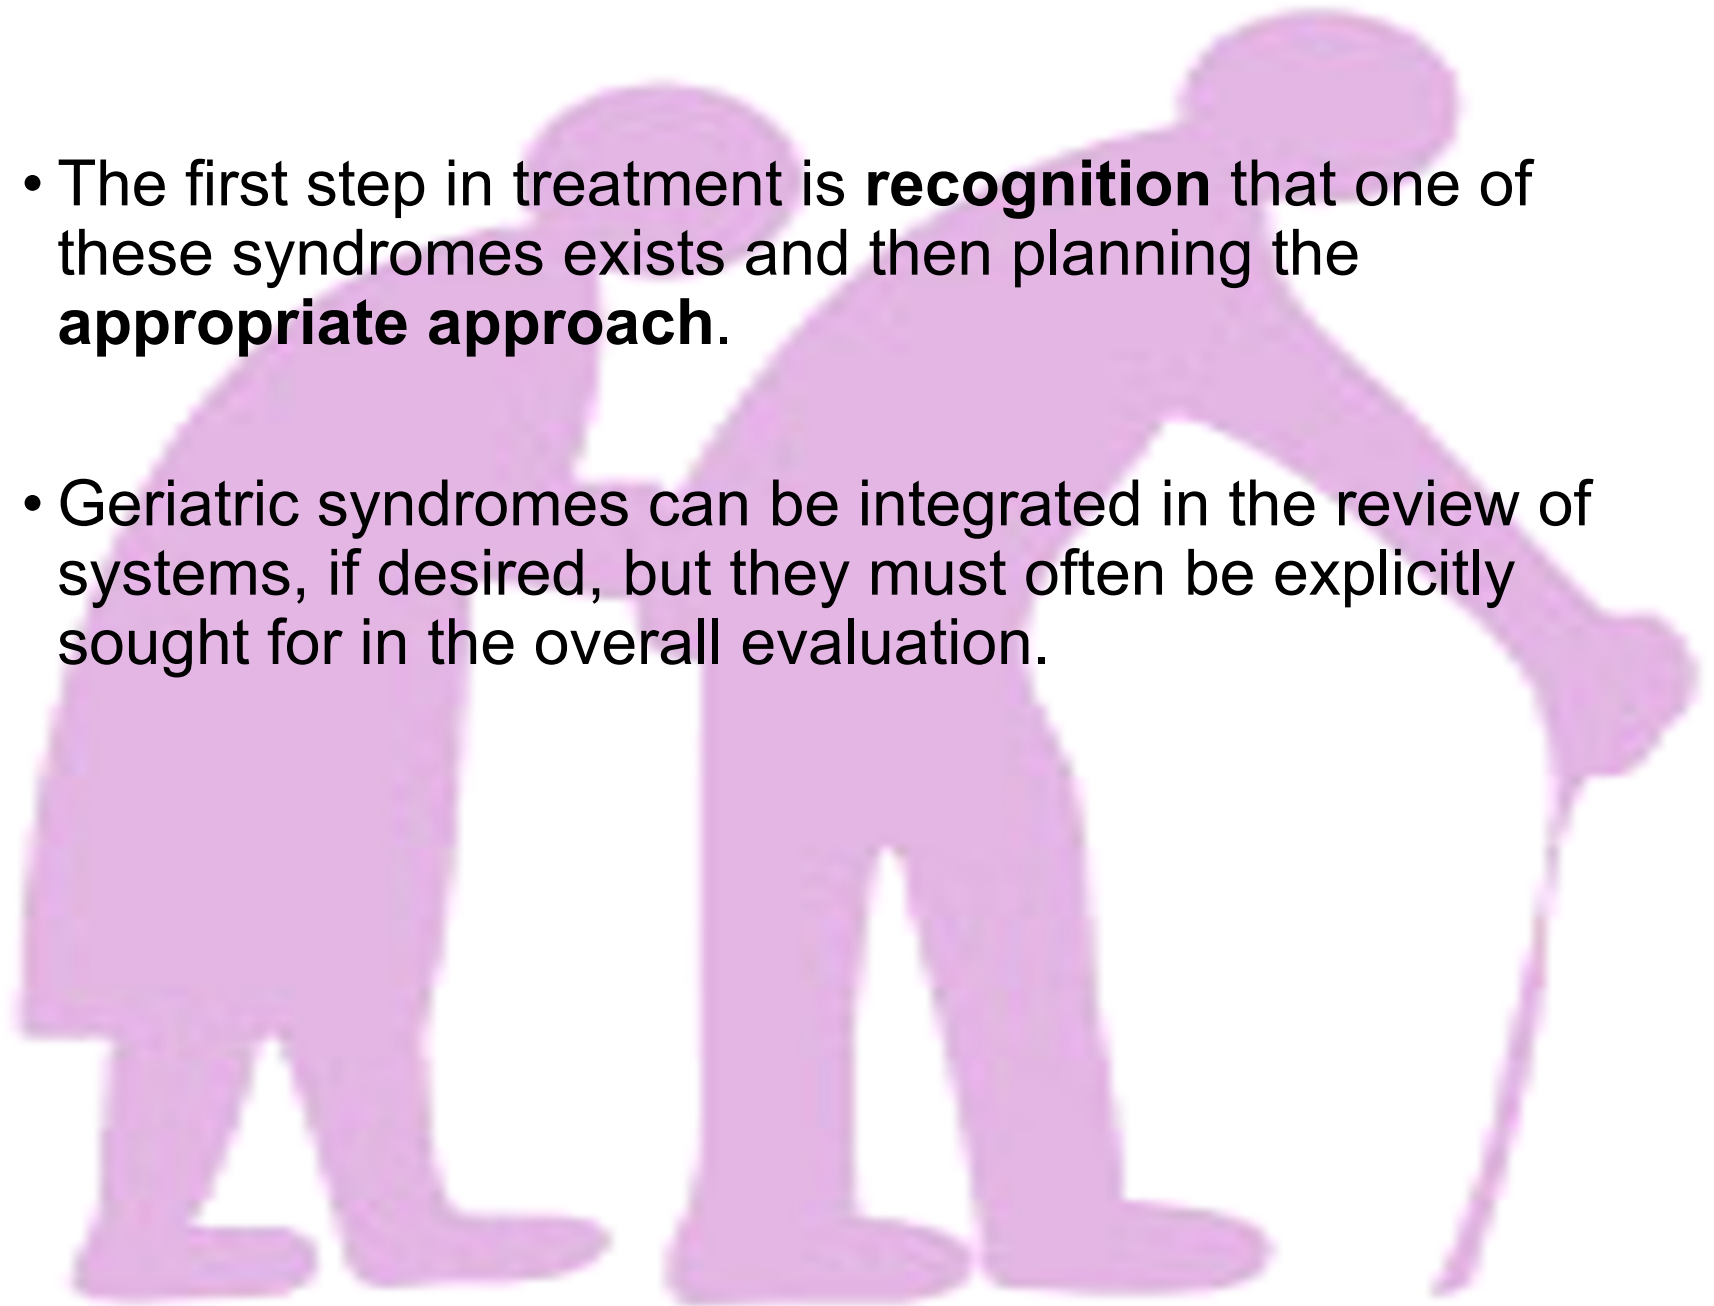 • The first step in treatment is recognition that one of
these syndromes exists and then planning the
appropriate approach.
• Geriatric syndromes can be integrated in the review of
systems, if desired, but they must often be explicitly
sought for in the overall evaluation.